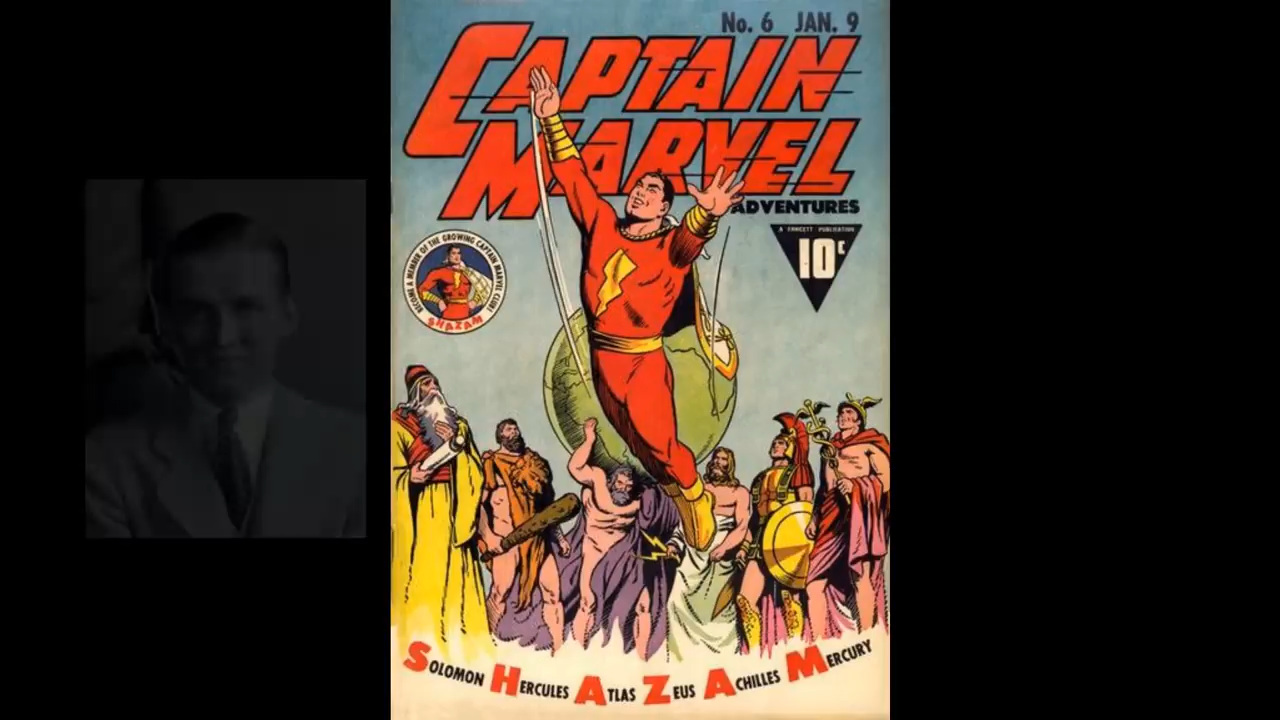 No. 6 JAN. 9
CAPTAIN
MARVEL
ADVENTURES
A FAWCETT PUBLICATION
10¢
BECOME A MEMBER OF THE GROWING CAPTAIN MARVEL CLUB!
SHAZAM
SOLOMON HERCULES ATLAS ZEUS ACHILLES MERCURY